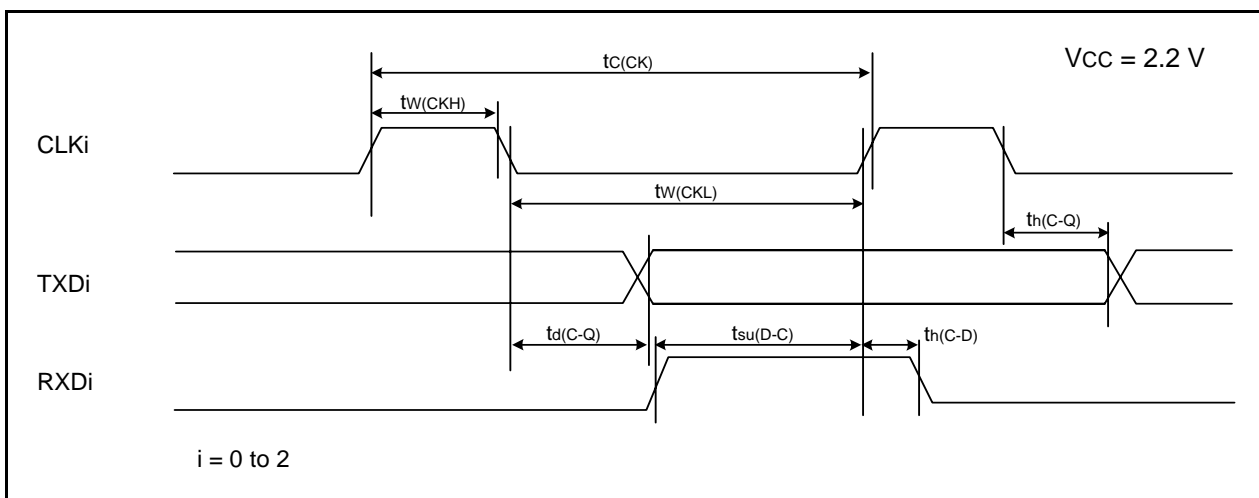 tC(CK)
VCC = 2.2 V
tW(CKH)
CLKi
tW(CKL)
th(C-Q)
TXDi
td(C-Q)
tsu(D-C)
th(C-D)
RXDi
i = 0 to 2